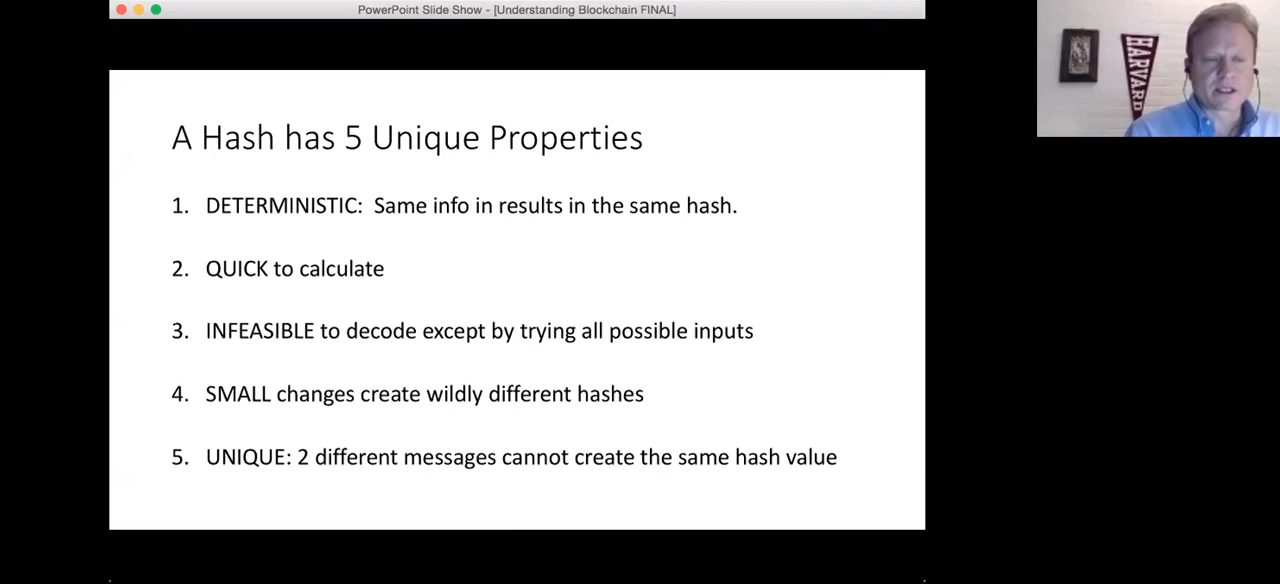 PowerPoint Slide Show - [Understanding Blockchain FINAL]
HARVARD
A Hash has 5 Unique Properties
1. DETERMINISTIC: Same info in results in the same hash.
2. QUICK to calculate
3. INFEASIBLE to decode except by trying all possible inputs
4. SMALL changes create wildly different hashes
5. UNIQUE: 2 different messages cannot create the same hash value